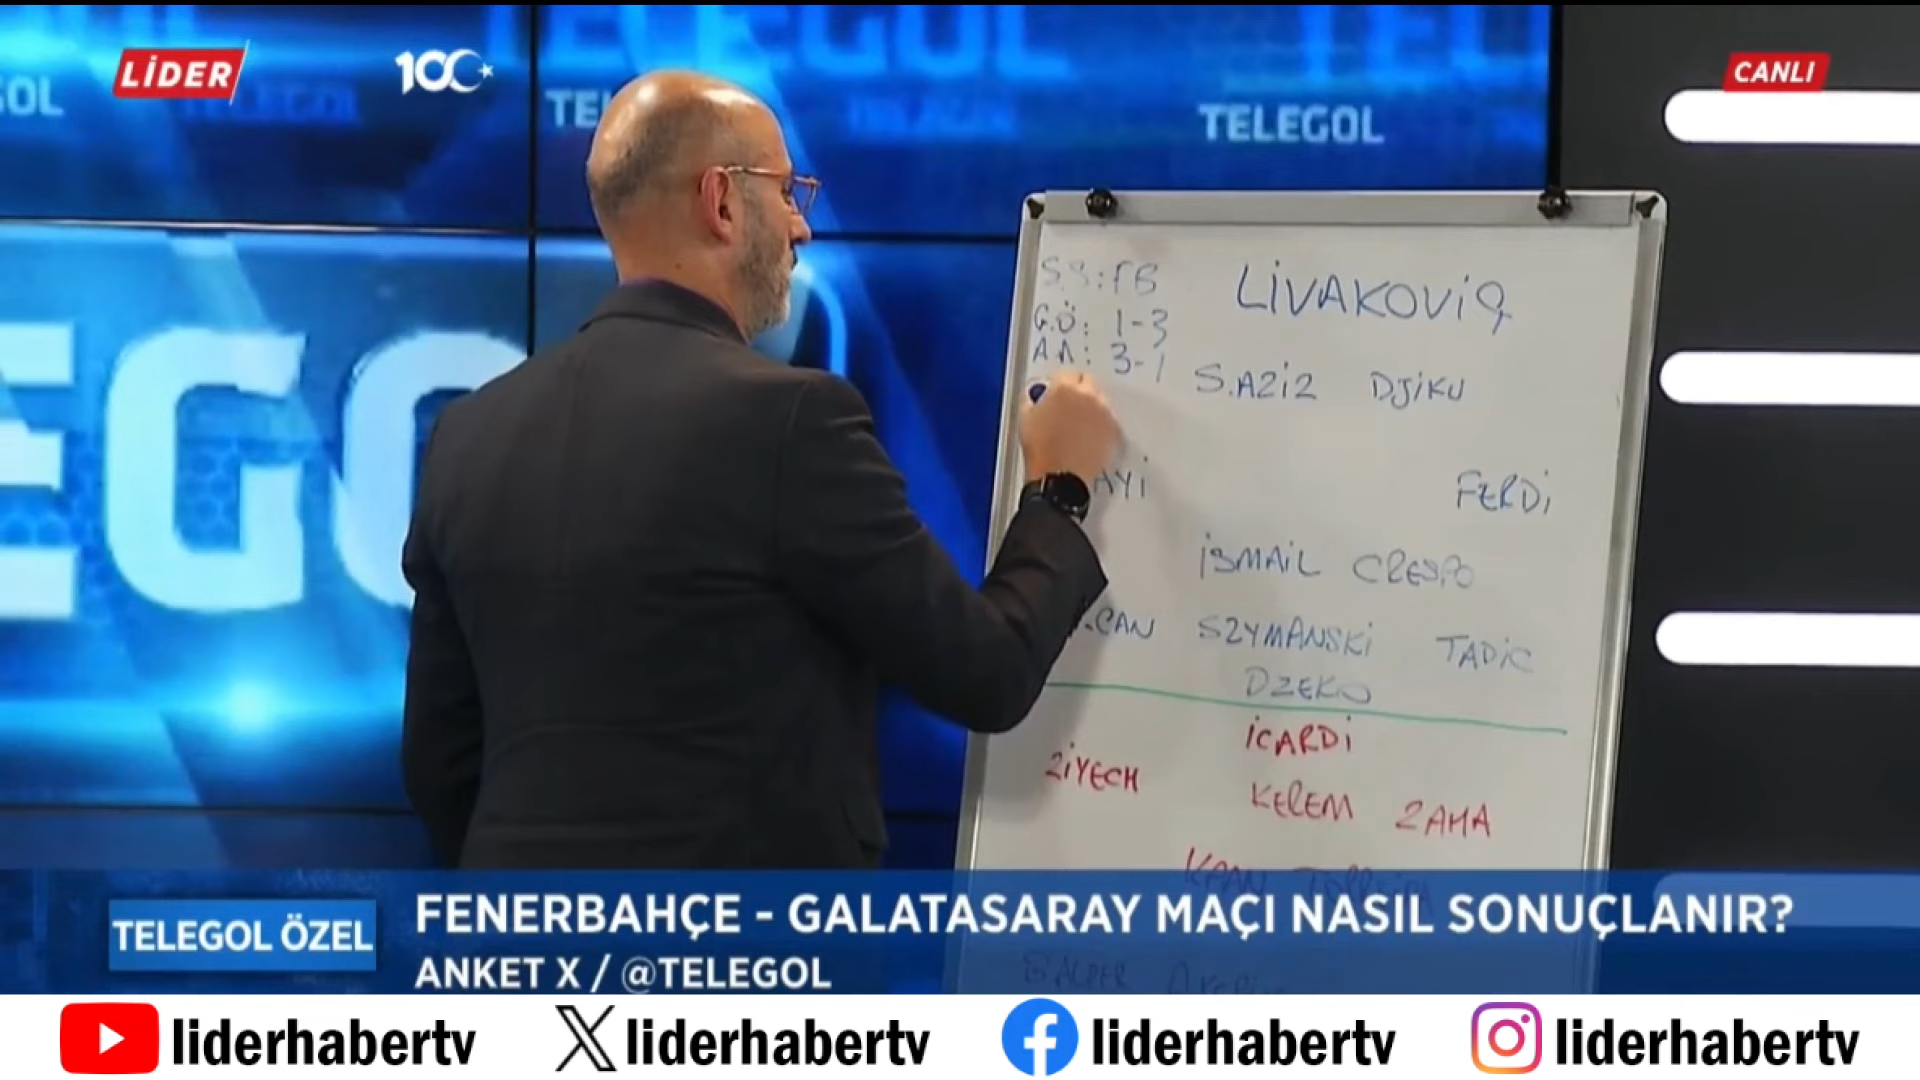 TELEGOL
LİDER
100
CANLI
TELEGOL
S.S: FB
G.Ö: 1-3
A.A: 3-1
LİVAKOVİÇ
S.AZİZ DJİKU
FERDİ
İSMAİL CRESPO
CAN SZYMANSKİ TADİC
DZEKO
İCARDİ
ZİYECH
KEREM ZAHA
KAAN
TELEGOL ÖZEL
FENERBAHÇE - GALATASARAY MAÇI NASIL SONUÇLANIR?
ANKET X / @TELEGOL
liderhabertv liderhabertv liderhabertv liderhabertv